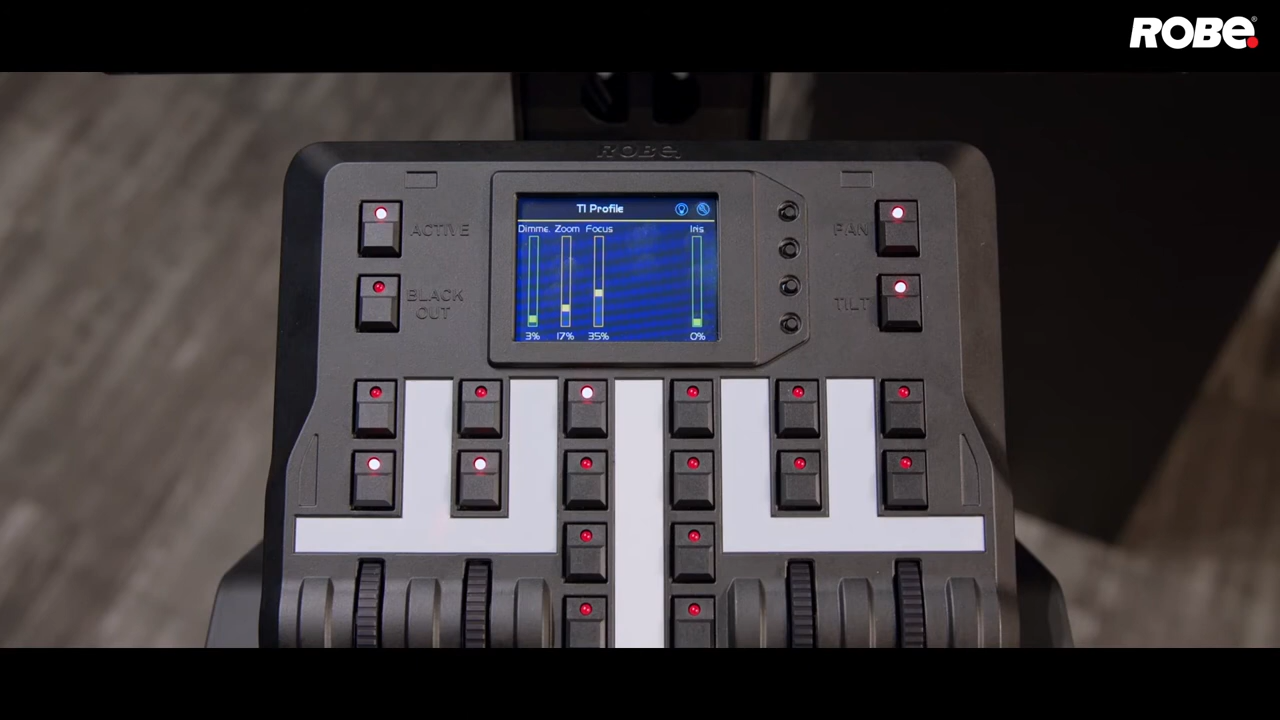 ROBe®
ROBe
ACTIVE
BLACK OUT
T1 Profile
Dimme. Zoom Focus Iris
3% 17% 35% 0%
PAN
TILT